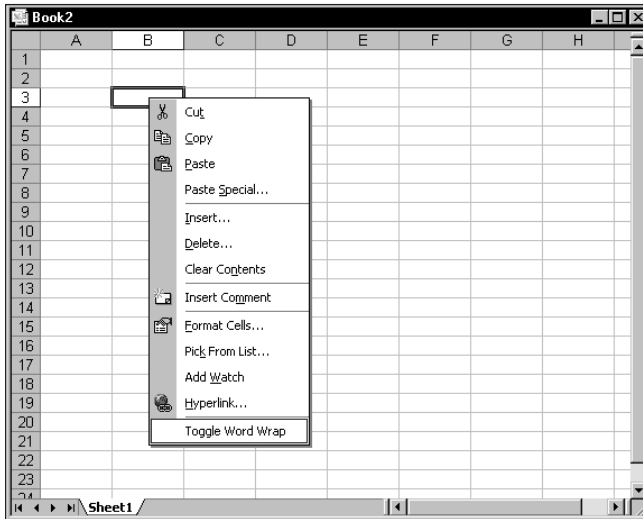 Book2
A B C D E F G H
1
2
3
4
5
6
7
8
9
10
11
12
13
14
15
16
17
18
19
20
21
22
23
24
Cut
Copy
Paste
Paste Special...
Insert...
Delete...
Clear Contents
Insert Comment
Format Cells...
Pick From List...
Add Watch
Hyperlink...
Toggle Word Wrap
Sheet1